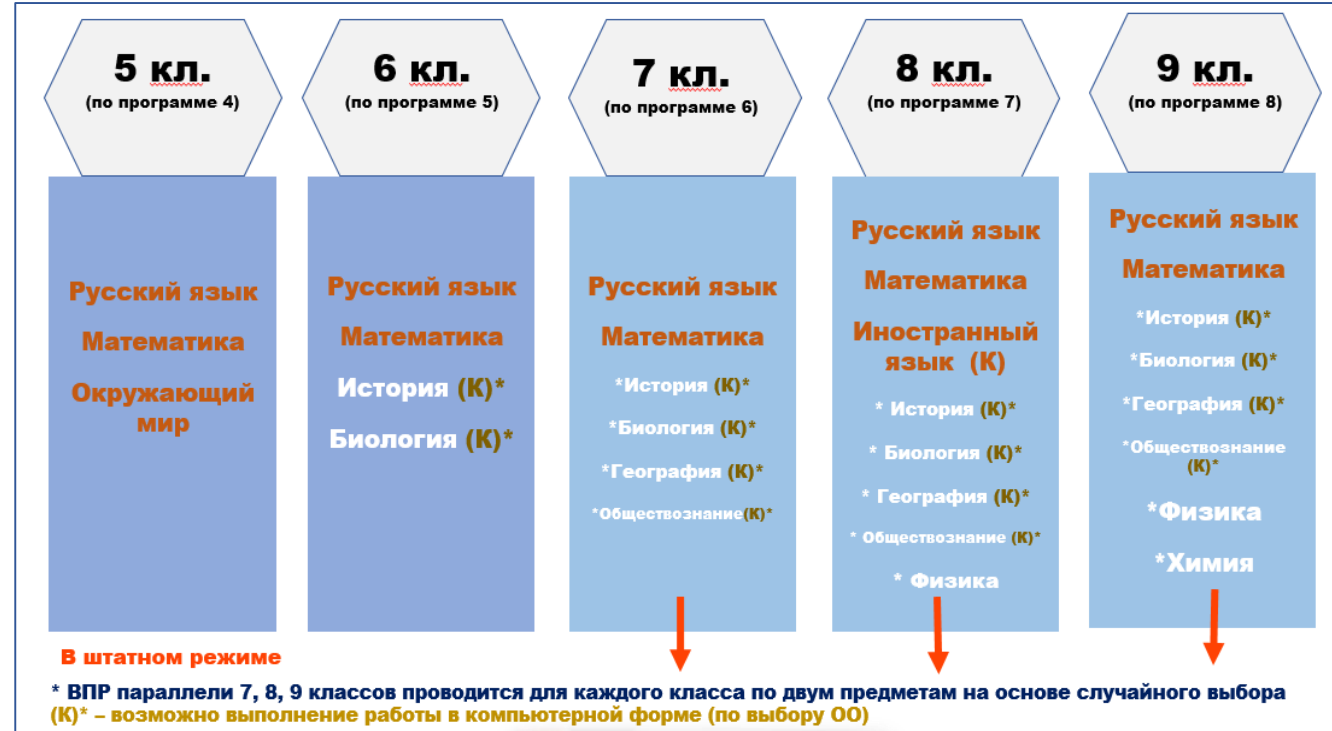 5 кл.
(по программе 4)
Русский язык
Математика
Окружающий
мир
6 кл.
(по программе 5)
Русский язык
Математика
История (К)*
Биология (К)*
7 кл.
(по программе 6)
Русский язык
Математика
*История (К)*
*Биология (К)*
*География (К)*
*Обществознание(К)*
8 кл.
(по программе 7)
Русский язык
Математика
Иностранный
язык (К)
* История (К)*
* Биология (К)*
* География (К)*
* Обществознание (К)*
* Физика
9 кл.
(по программе 8)
Русский язык
Математика
*История (К)*
*Биология (К)*
*География (К)*
*Обществознание
(К)*
*Физика
*Химия
В штатном режиме
* ВПР параллели 7, 8, 9 классов проводится для каждого класса по двум предметам на основе случайного выбора
(К)* – возможно выполнение работы в компьютерной форме (по выбору ОО)